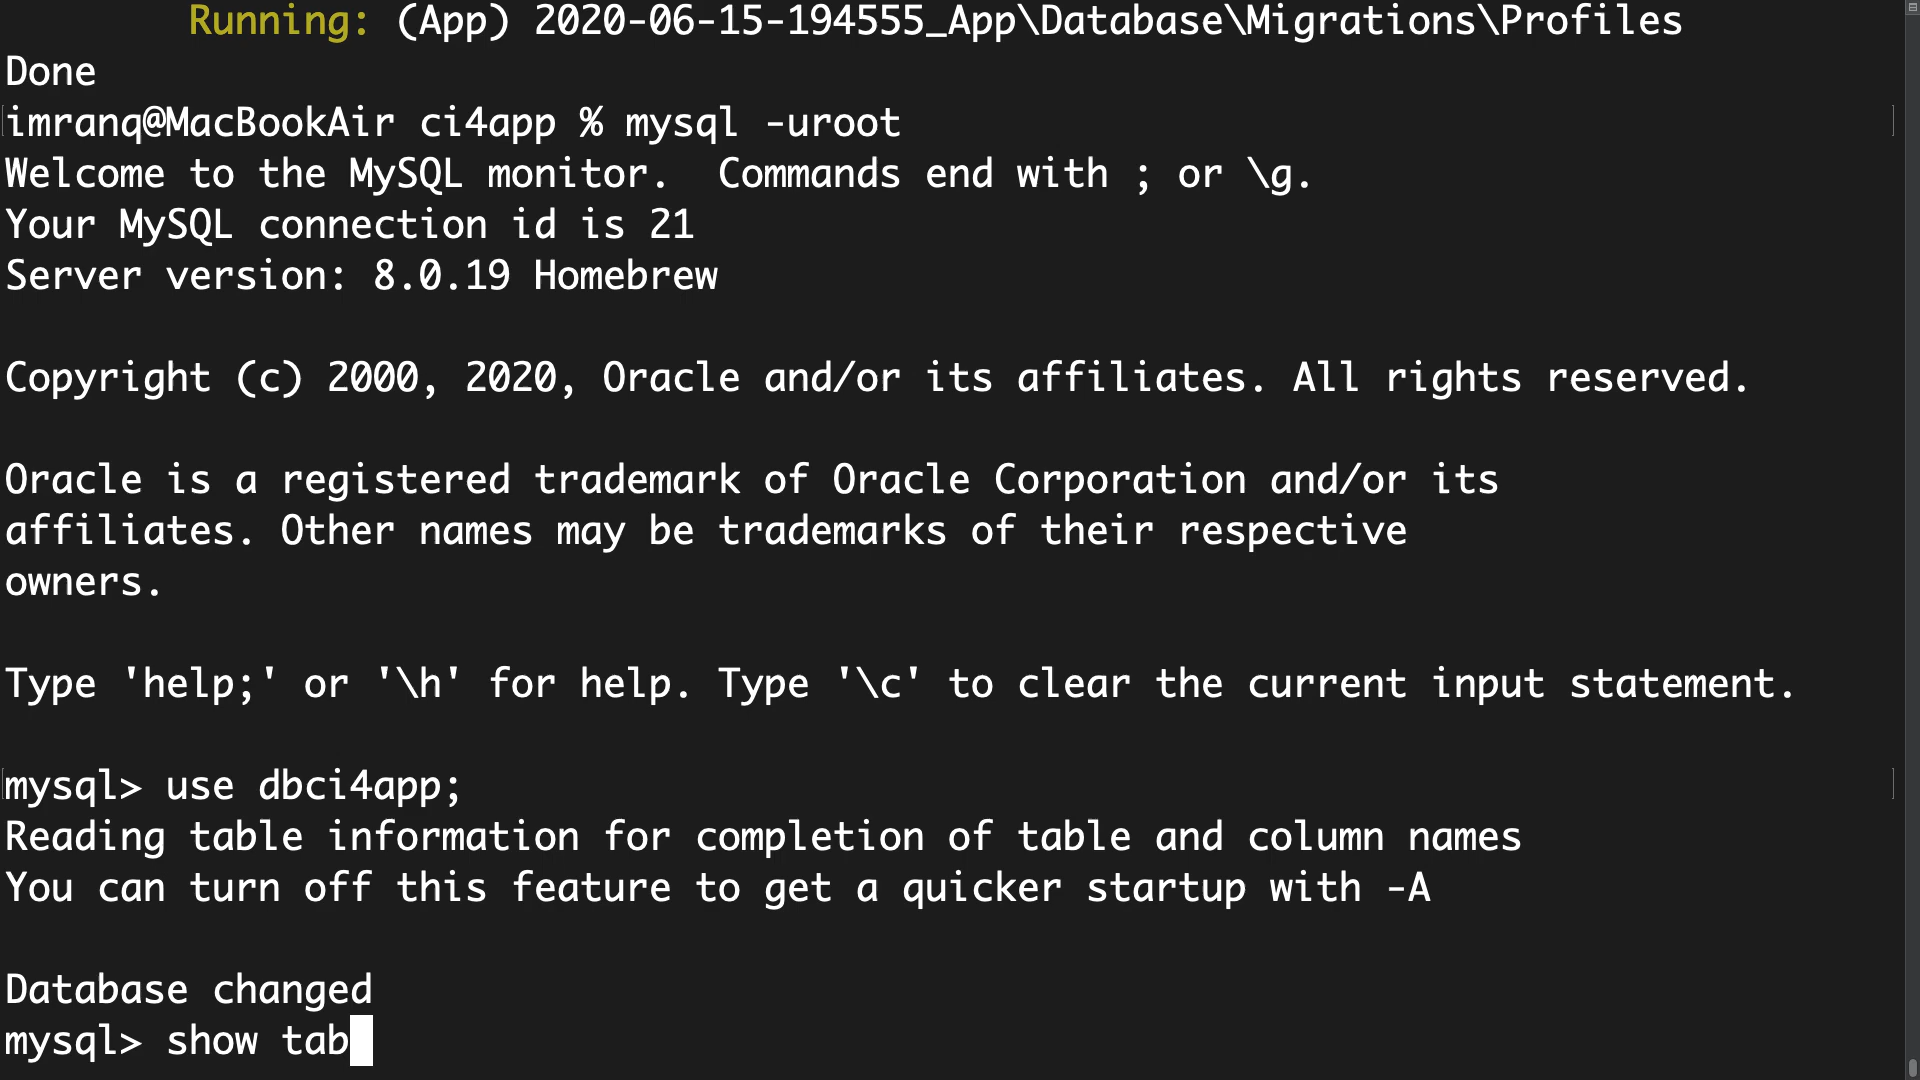 Running: (App) 2020-06-15-194555_App\Database\Migrations\Profiles
Done
imranq@MacBookAir ci4app % mysql -uroot
Welcome to the MySQL monitor.  Commands end with ; or \g.
Your MySQL connection id is 21
Server version: 8.0.19 Homebrew
Copyright (c) 2000, 2020, Oracle and/or its affiliates. All rights reserved.
Oracle is a registered trademark of Oracle Corporation and/or its
affiliates. Other names may be trademarks of their respective
owners.
Type 'help;' or '\h' for help. Type '\c' to clear the current input statement.
mysql> use dbci4app;
Reading table information for completion of table and column names
You can turn off this feature to get a quicker startup with -A
Database changed
mysql> show tab